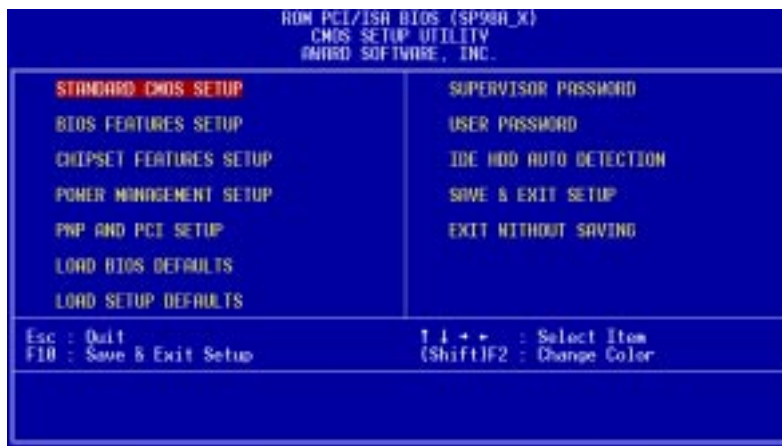 ROM PCI/ISA BIOS (SP98A_X)
CMOS SETUP UTILITY
AWARD SOFTWARE, INC.
STANDARD CMOS SETUP
BIOS FEATURES SETUP
CHIPSET FEATURES SETUP
POWER MANAGEMENT SETUP
PNP AND PCI SETUP
LOAD BIOS DEFAULTS
LOAD SETUP DEFAULTS
SUPERVISOR PASSWORD
USER PASSWORD
IDE HDD AUTO DETECTION
SAVE & EXIT SETUP
EXIT WITHOUT SAVING
Esc : Quit
F10 : Save & Exit Setup
↑ ↓ → ← : Select Item
(Shift)F2 : Change Color